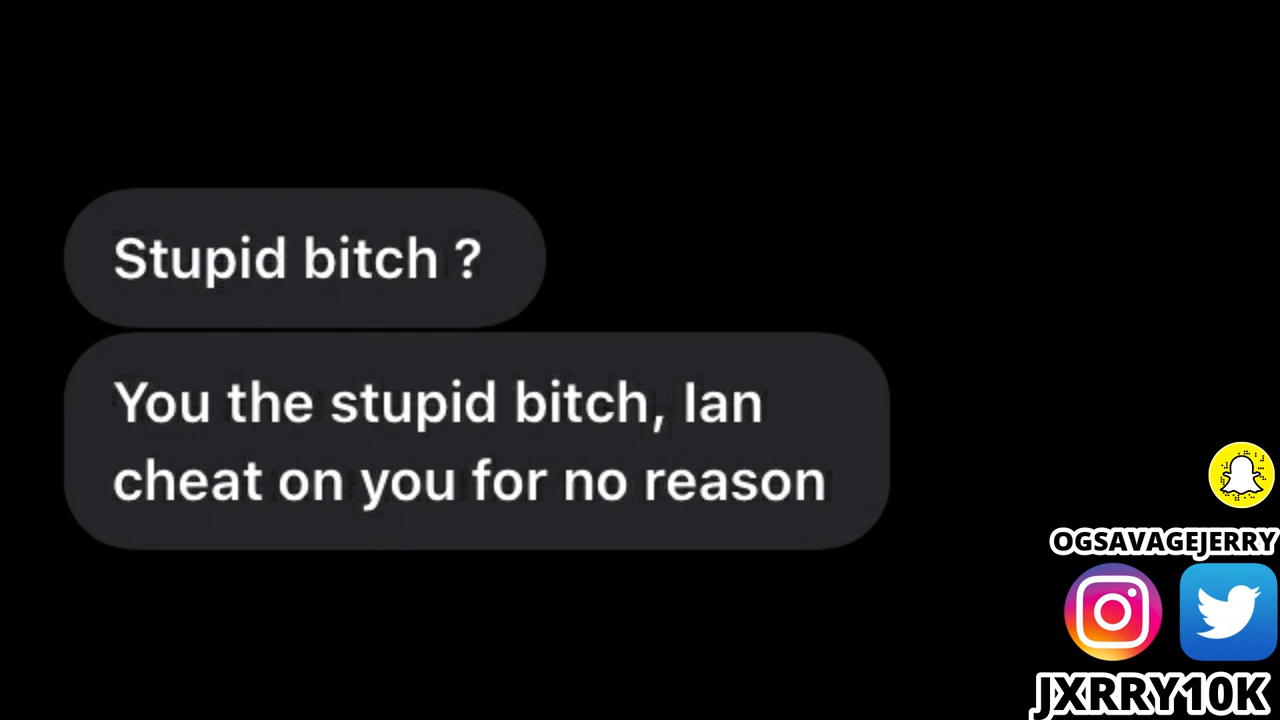 Stupid bitch ?
You the stupid bitch, Ian
cheat on you for no reason
OGSAVAGEJERRY
JXRRY10K